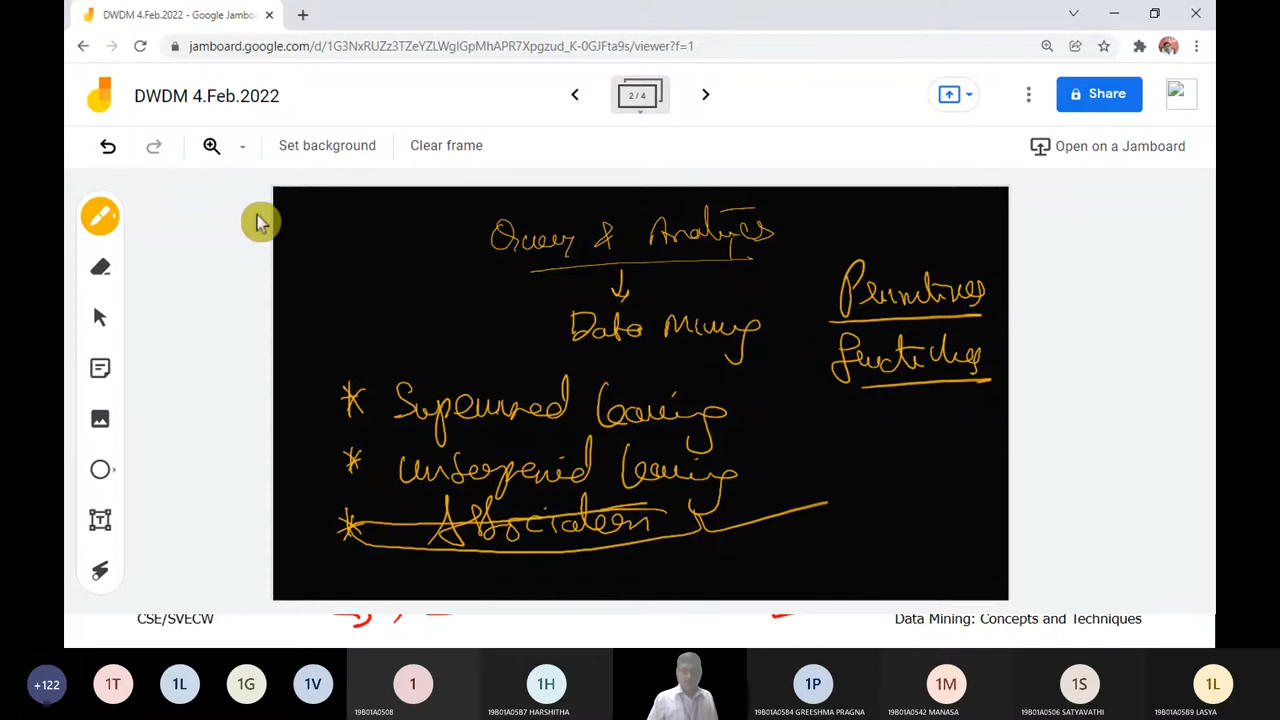 DWDM 4.Feb.2022 - Google Jambo
jamboard.google.com/d/1G3NxRUZz3TZeYZLWgIGpMhAPR7Xpgzud_K-0GJFta9s/viewer?f=1
DWDM 4.Feb.2022
2 / 4
Share
Set background
Clear frame
Open on a Jamboard
Query & Analytics
Data Mining
Primitives
* Supervised learning
* Unsupervised learning
* Association
CSE/SVECW
Data Mining: Concepts and Techniques
+122
1T
1L
1G
1V
1
1H
1P
1M
1S
1L
19B01A0508
19B01A05B7 HARSHITHA
19B01A0584 GREESHMA PRAGNA
19B01A0542 MANASA
19B01A0506 SATYAVATHI
19B01A05B9 LASYA